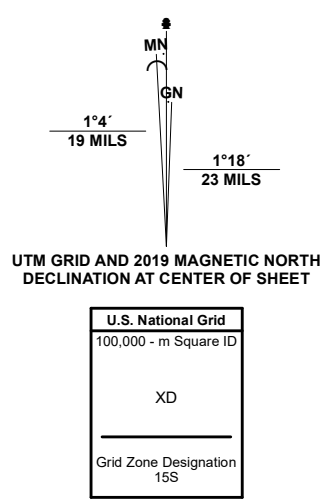 MN
GN
1°4´
19 MILS
1°18´
23 MILS
UTM GRID AND 2019 MAGNETIC NORTH
DECLINATION AT CENTER OF SHEET
U.S. National Grid
100,000 - m Square ID
XD
Grid Zone Designation
15S